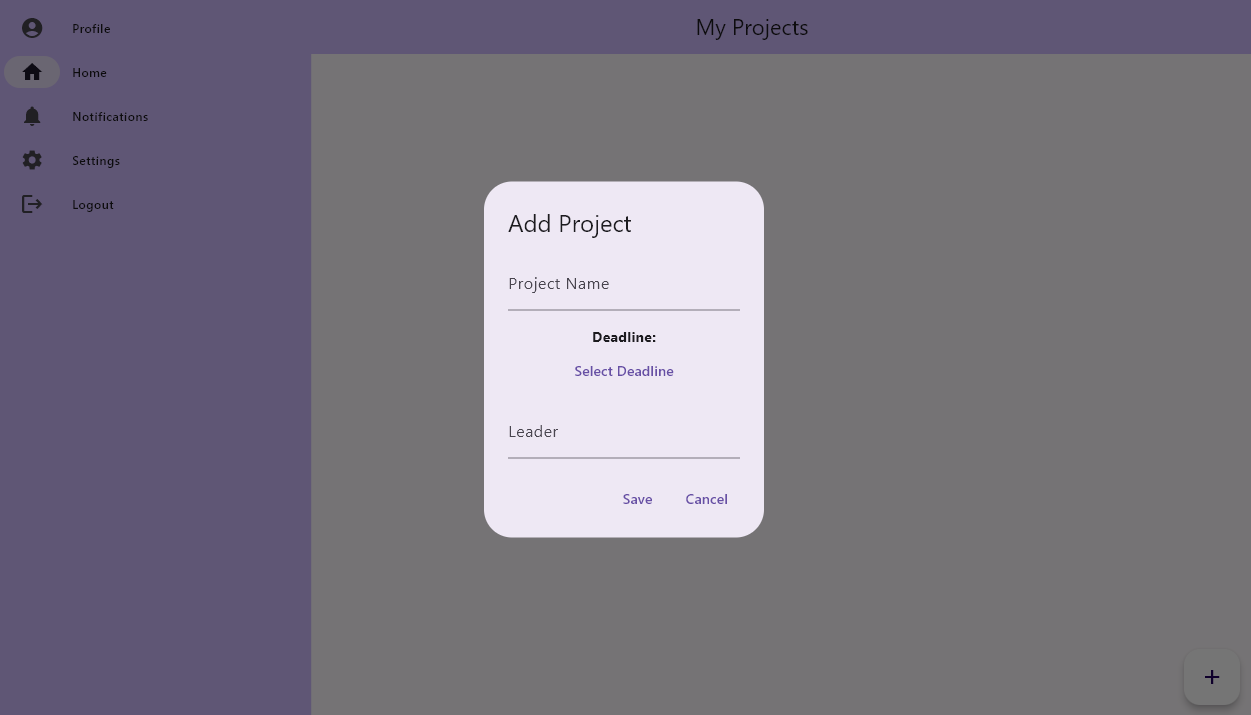 My Projects
Profile
Home
Notifications
Settings
Logout
Add Project
Project Name
Deadline:
Select Deadline
Leader
Save Cancel